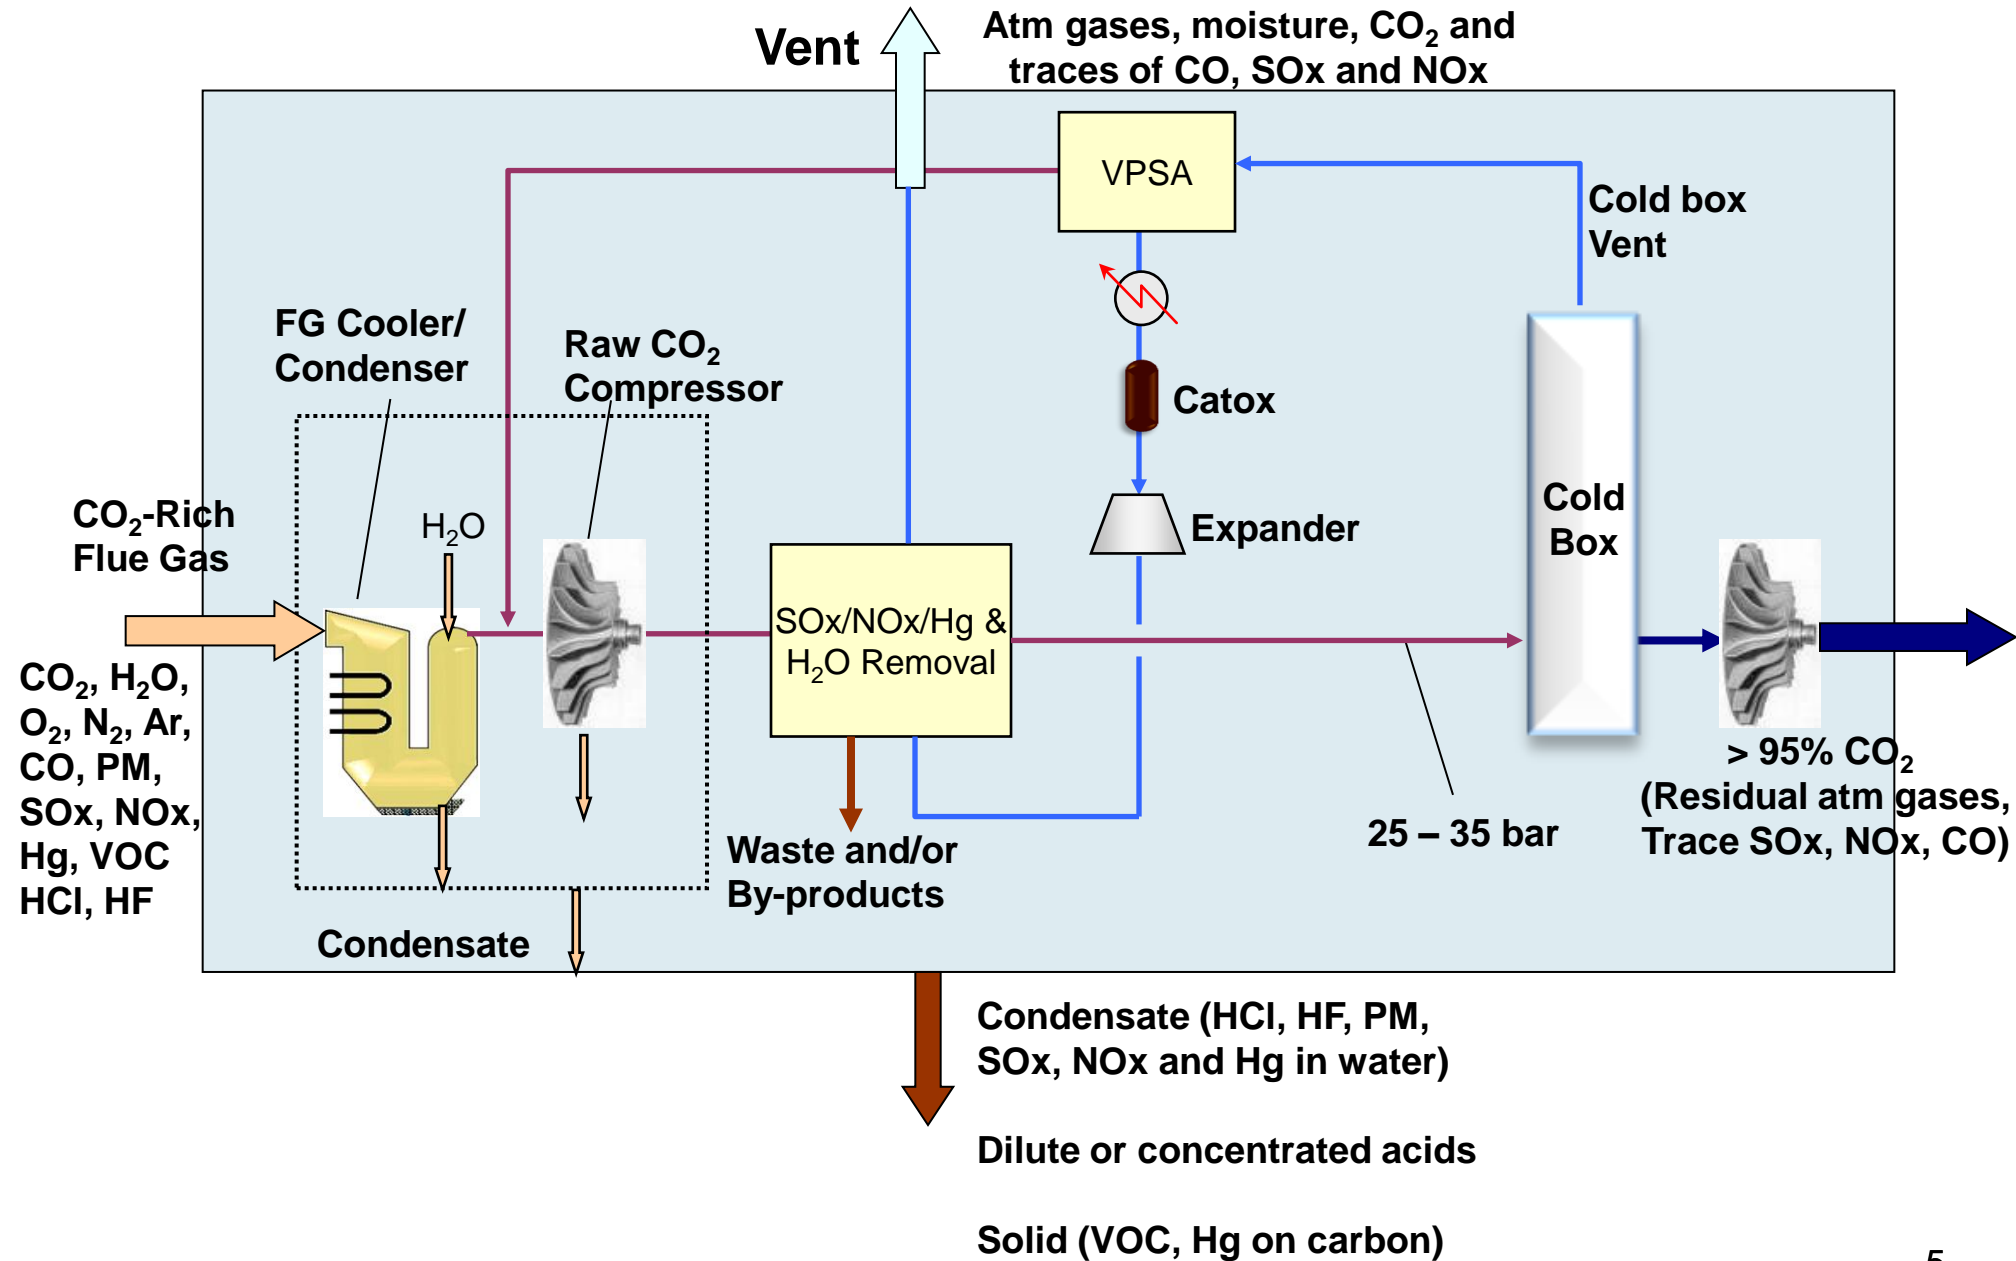 Vent
Atm gases, moisture, CO₂ and
traces of CO, SOx and NOx
VPSA
Cold box
Vent
FG Cooler/
Condenser
Raw CO₂
Compressor
Catox
CO₂-Rich
Flue Gas
H₂O
Expander
Cold
Box
SOx/NOx/Hg &
H₂O Removal
CO₂, H₂O,
O₂, N₂, Ar,
CO, PM,
SOx, NOx,
Hg, VOC
HCl, HF
> 95% CO₂
(Residual atm gases,
Trace SOx, NOx, CO)
25 – 35 bar
Waste and/or
By-products
Condensate
Condensate (HCl, HF, PM,
SOx, NOx and Hg in water)
Dilute or concentrated acids
Solid (VOC, Hg on carbon)
5